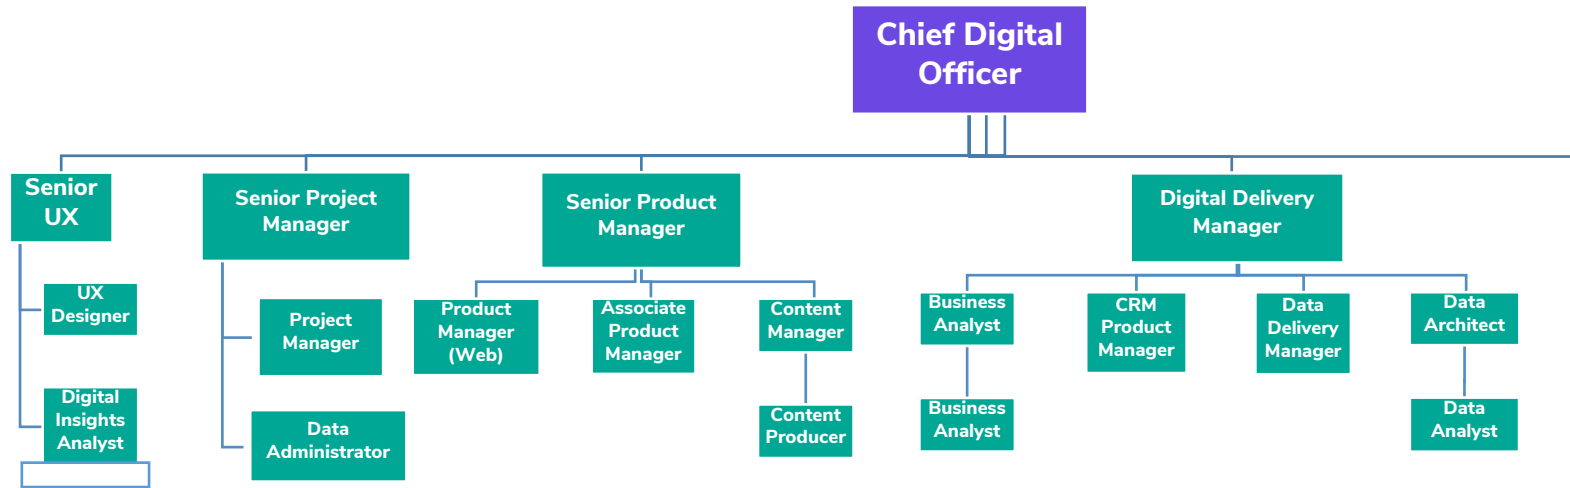 Chief Digital
Officer
Senior
UX
Senior Project
Manager
Senior Product
Manager
Digital Delivery
Manager
UX
Designer
Project
Manager
Product
Manager
(Web)
Associate
Product
Manager
Content
Manager
Business
Analyst
CRM
Product
Manager
Data
Delivery
Manager
Data
Architect
Digital
Insights
Analyst
Data
Administrator
Content
Producer
Business
Analyst
Data
Analyst